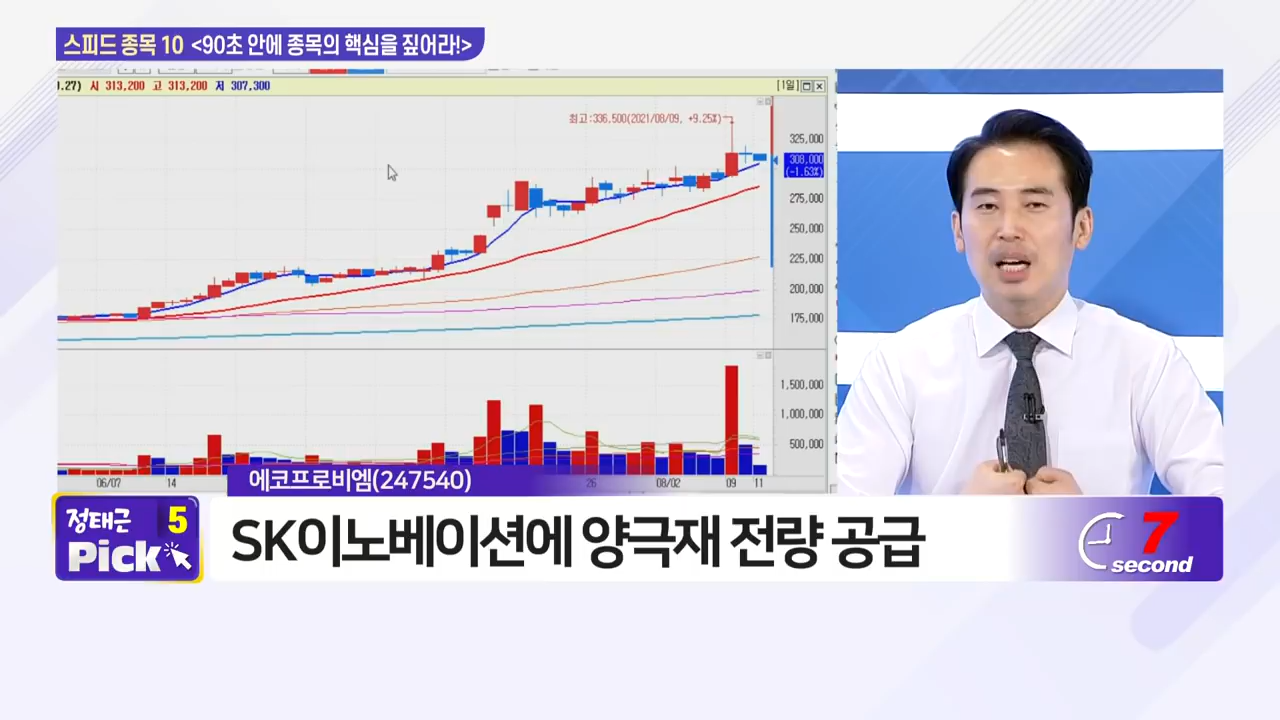 스피드 종목 10 <90초 안에 종목의 핵심을 짚어라!>
0.27) 시 313,200 고 313,200 저 307,300
[1일]
최고:336,500(2021/08/09, +9.25%)
325,000
308,000
(-1.63%)
275,000
250,000
225,000
200,000
175,000
1,500,000
1,000,000
500,000
06/07 14 26 08/02 09 11
에코프로비엠(247540)
정태근 5
Pick
SK이노베이션에 양극재 전량 공급
7
second